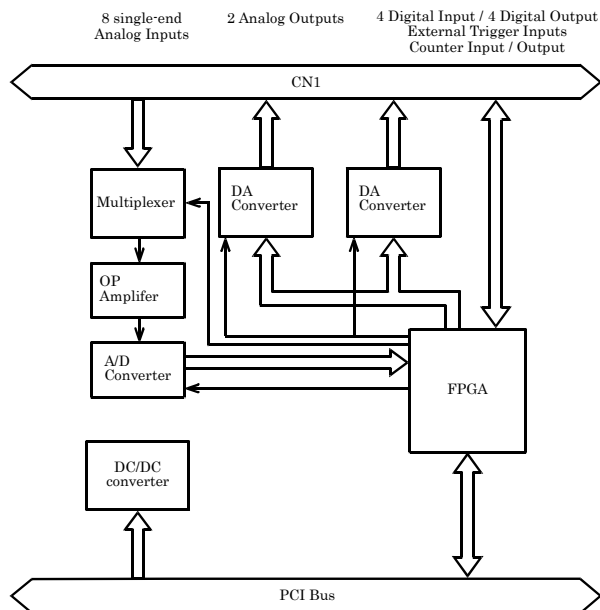 8 single-end
Analog Inputs
2 Analog Outputs
4 Digital Input / 4 Digital Output
External Trigger Inputs
Counter Input / Output
CN1
Multiplexer
DA
Converter
DA
Converter
OP
Amplifer
A/D
Converter
FPGA
DC/DC
converter
PCI Bus